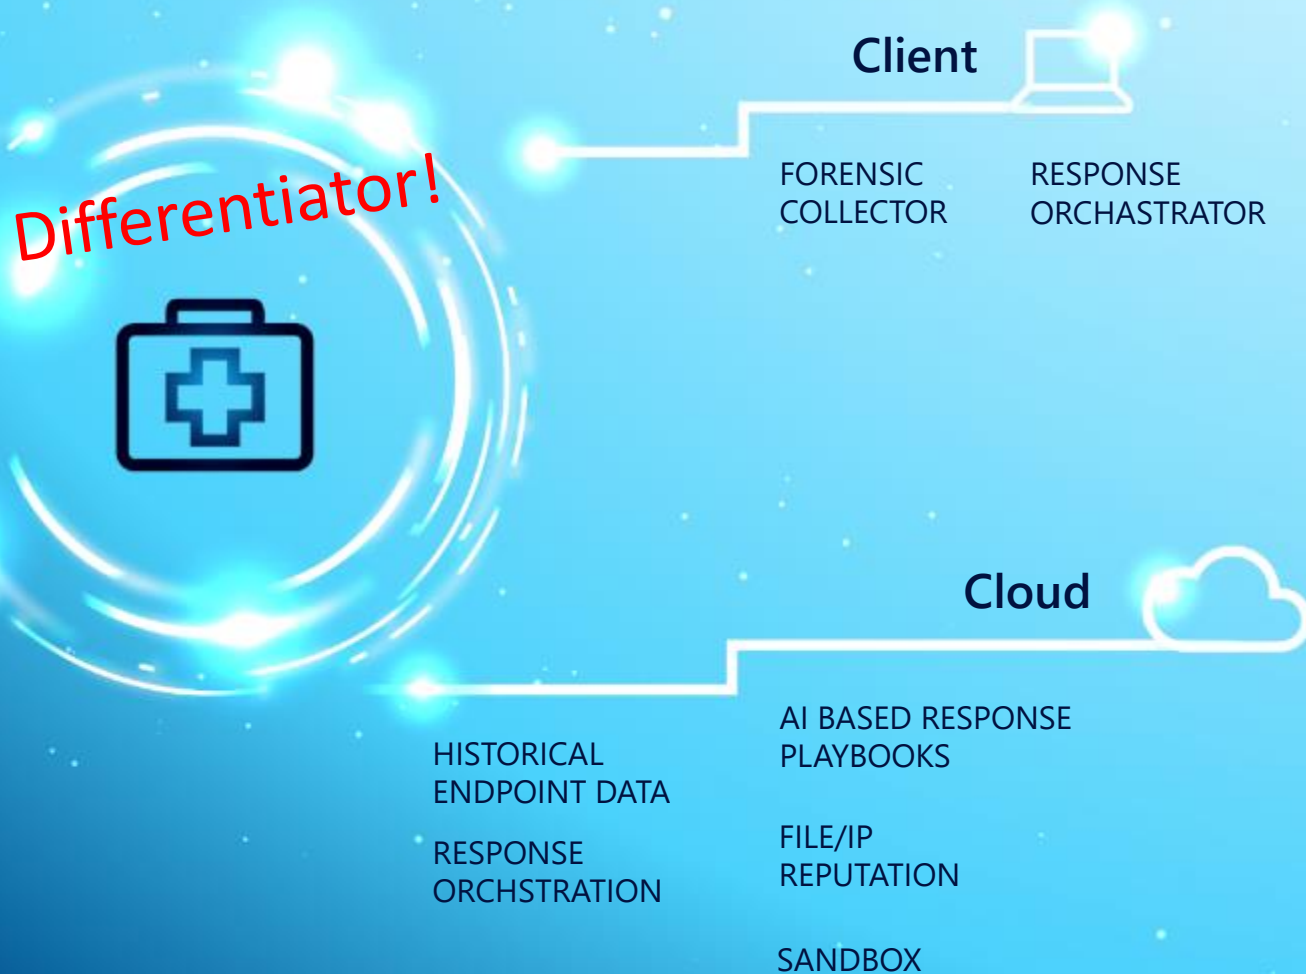 Client
Differentiator!
FORENSIC
COLLECTOR
RESPONSE
ORCHASTRATOR
Cloud
HISTORICAL
ENDPOINT DATA
RESPONSE
ORCHSTRATION
AI BASED RESPONSE
PLAYBOOKS
FILE/IP
REPUTATION
SANDBOX